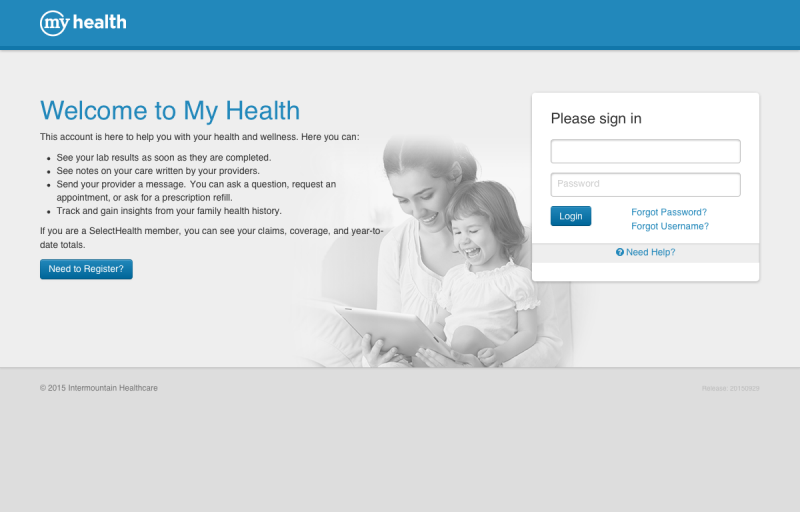 my health
Welcome to My Health
This account is here to help you with your health and wellness. Here you can:
• See your lab results as soon as they are completed.
• See notes on your care written by your providers.
• Send your provider a message. You can ask a question, request an
appointment, or ask for a prescription refill.
• Track and gain insights from your family health history.
If you are a SelectHealth member, you can see your claims, coverage, and year-to-
date totals.
Need to Register?
Please sign in
Password
Login
Forgot Password?
Forgot Username?
Need Help?
© 2015 Intermountain Healthcare
Release: 20150929